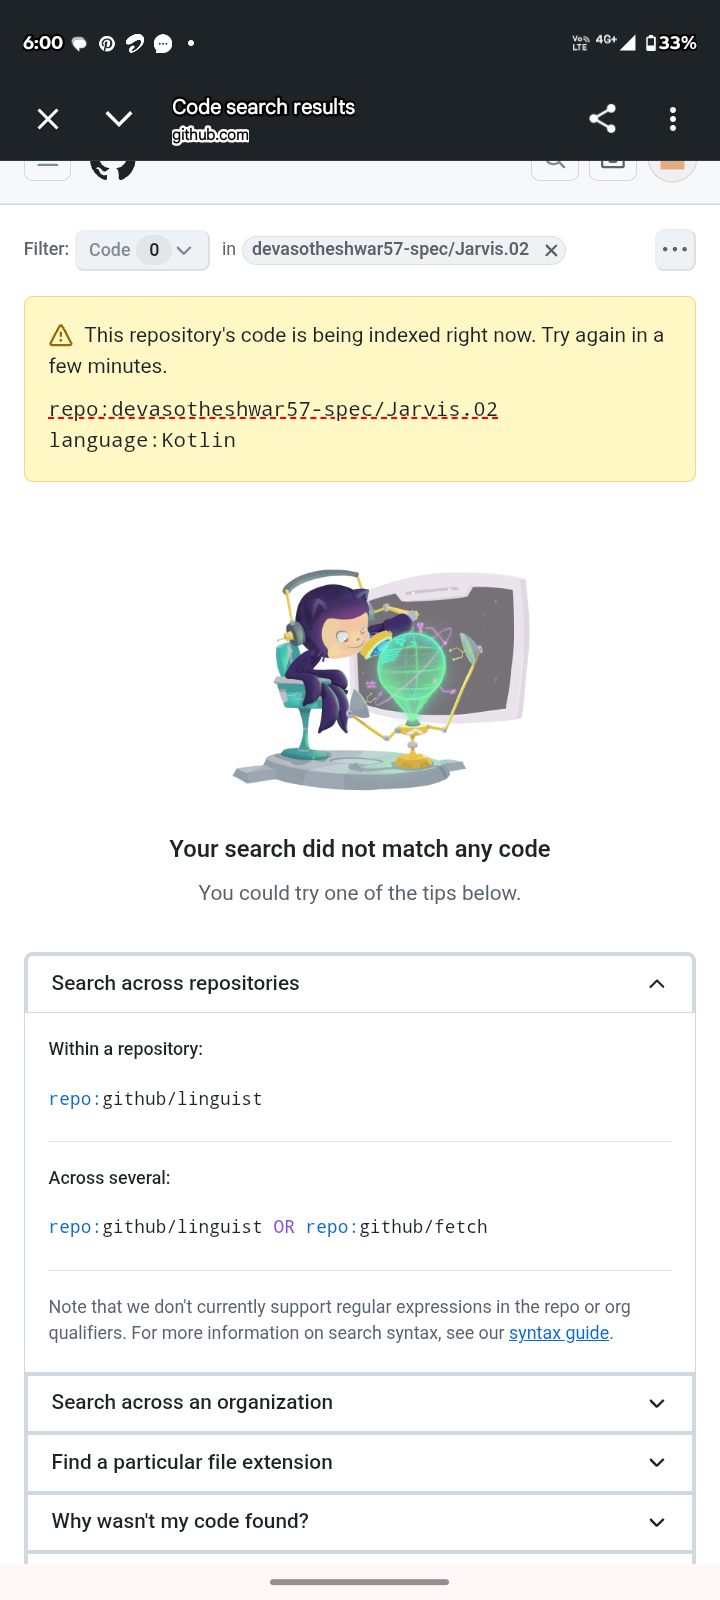 6:00
VoLTE 4G+ 33%
Code search results
github.com
Filter: Code 0 in devasotheshwar57-spec/Jarvis.02
This repository's code is being indexed right now. Try again in a
few minutes.
repo:devasotheshwar57-spec/Jarvis.02
language:Kotlin
Your search did not match any code
You could try one of the tips below.
Search across repositories
Within a repository:
repo:github/linguist
Across several:
repo:github/linguist OR repo:github/fetch
Note that we don't currently support regular expressions in the repo or org
qualifiers. For more information on search syntax, see our syntax guide.
Search across an organization
Find a particular file extension
Why wasn't my code found?